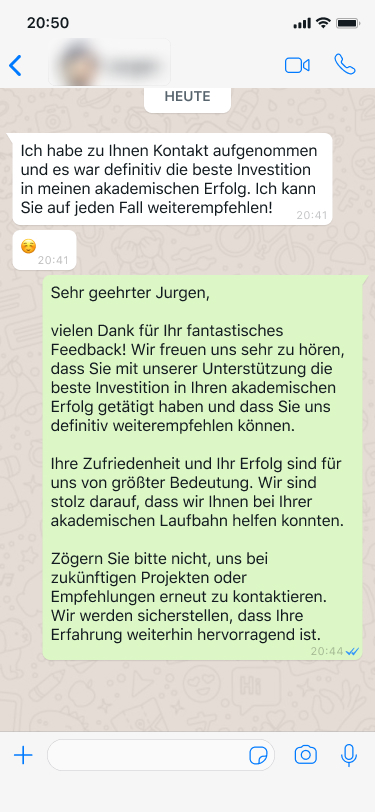 20:50
HEUTE
Ich habe zu Ihnen Kontakt aufgenommen
und es war definitiv die beste Investition
in meinen akademischen Erfolg. Ich kann
Sie auf jeden Fall weiterempfehlen!
20:41
☺️
20:41
Sehr geehrter Jurgen,
vielen Dank für Ihr fantastisches
Feedback! Wir freuen uns sehr zu hören,
dass Sie mit unserer Unterstützung die
beste Investition in Ihren akademischen
Erfolg getätigt haben und dass Sie uns
definitiv weiterempfehlen können.
Ihre Zufriedenheit und Ihr Erfolg sind für
uns von größter Bedeutung. Wir sind
stolz darauf, dass wir Ihnen bei Ihrer
akademischen Laufbahn helfen konnten.
Zögern Sie bitte nicht, uns bei
zukünftigen Projekten oder
Empfehlungen erneut zu kontaktieren.
Wir werden sicherstellen, dass Ihre
Erfahrung weiterhin hervorragend ist.
20:44